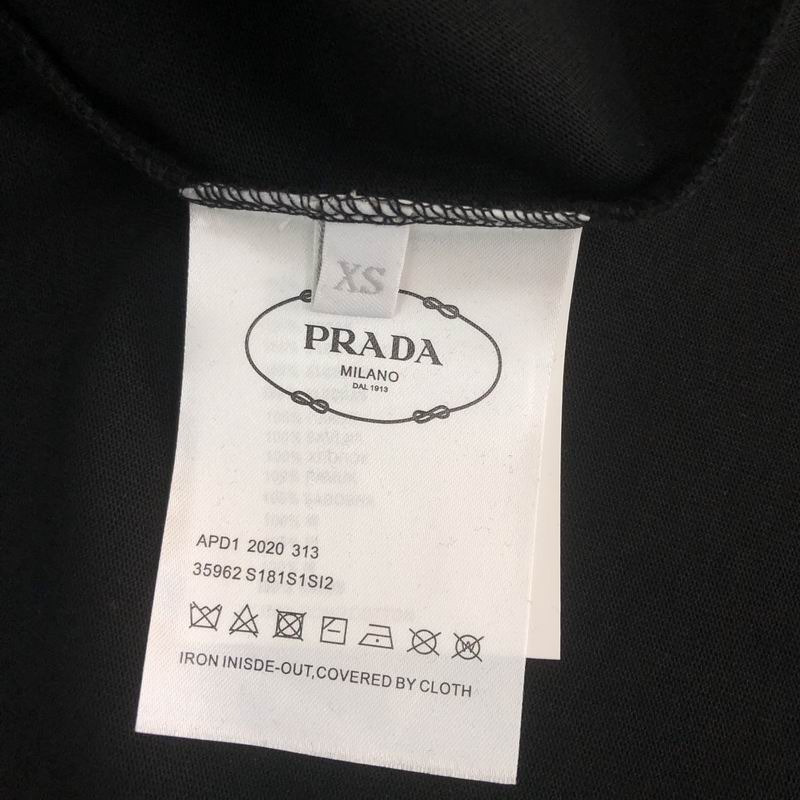 XS
PRADA
MILANO
DAL 1913
APD1 2020 313
35962 S181S1SI2
IRON INISDE-OUT,COVERED BY CLOTH